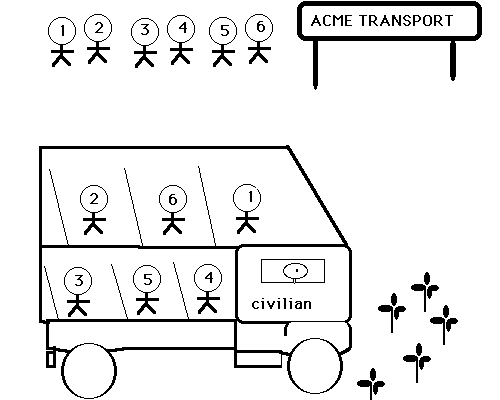 1 2 3 4 5 6
ACME TRANSPORT
2 6 1
3 5 4
civilian